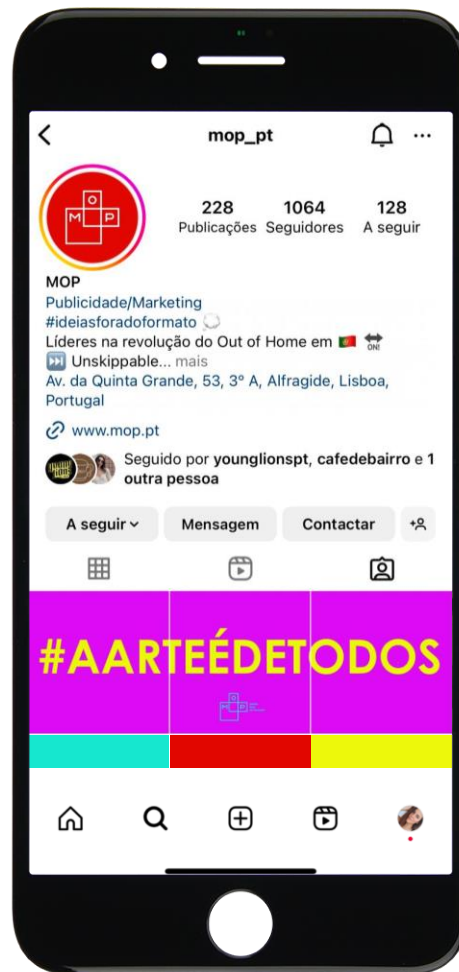 mop_pt
O
M P
228 1064 128
Publicações Seguidores A seguir
MOP
Publicidade/Marketing
#ideiasforadoformato
Líderes na revolução do Out of Home em 🇵🇹 ON!
Unskippable... mais
Av. da Quinta Grande, 53, 3º A, Alfragide, Lisboa,
Portugal
www.mop.pt
Seguido por younglionspt, cafedebairro e 1
outra pessoa
A seguir Mensagem Contactar
#AARTEÉDETODOS
O
M P